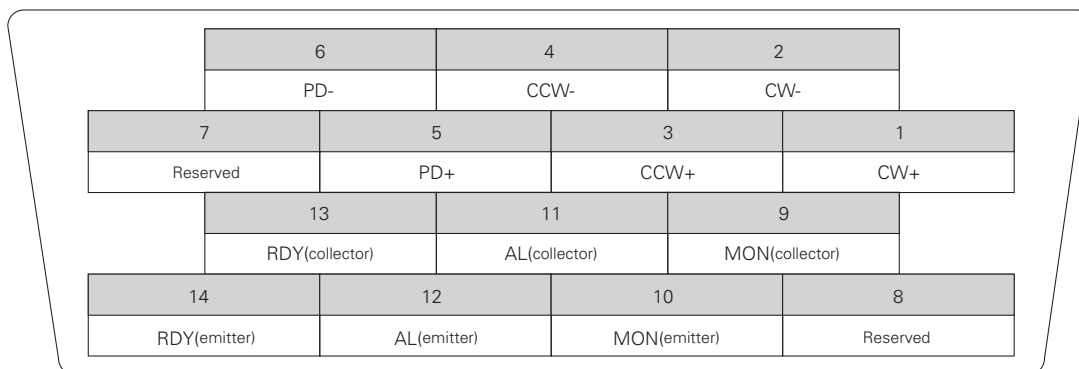 6 4 2
PD- CCW- CW-
7 5 3 1
Reserved PD+ CCW+ CW+
13 11 9
RDY(collector) AL(collector) MON(collector)
14 12 10 8
RDY(emitter) AL(emitter) MON(emitter) Reserved